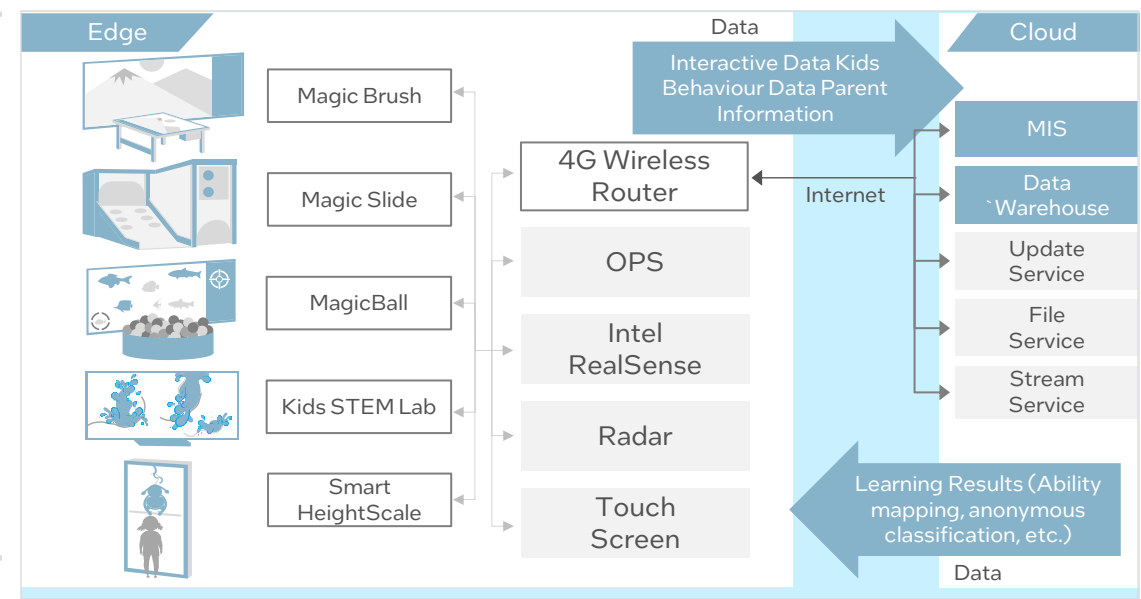 Edge
Data
Cloud
Interactive Data Kids
Behaviour Data Parent
Information
Magic Brush
Magic Slide
MagicBall
Kids STEM Lab
Smart
HeightScale
4G Wireless
Router
OPS
Intel
RealSense
Radar
Touch
Screen
Internet
MIS
Data
`Warehouse
Update
Service
File
Service
Stream
Service
Learning Results (Ability
mapping, anonymous
classification, etc.)
Data